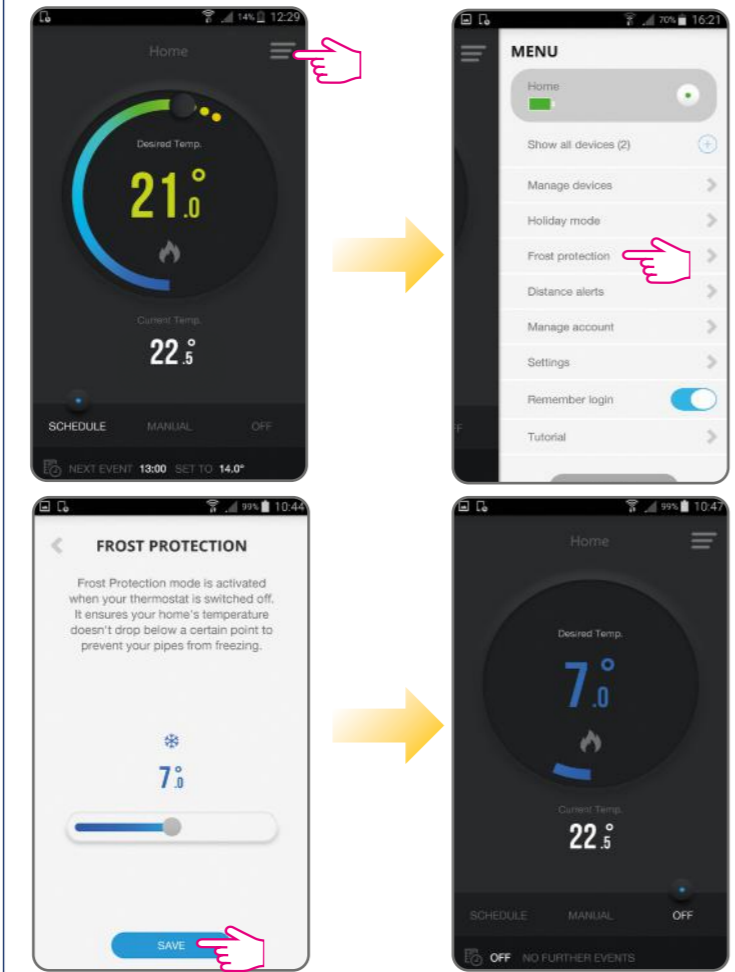 14% 12:29
Home
Desired Temp.
21.0°
Current Temp.
22.5°
SCHEDULE MANUAL OFF
NEXT EVENT 13:00 SET TO 14.0°
70% 16:21
MENU
Home
Show all devices (2)
Manage devices
Holiday mode
Frost protection
Distance alerts
Manage account
Settings
Remember login
Tutorial
F
99% 10:44
FROST PROTECTION
Frost Protection mode is activated
when your thermostat is switched off.
It ensures your home's temperature
doesn't drop below a certain point to
prevent your pipes from freezing.
7.0°
SAVE
99% 10:47
Home
Desired Temp.
7.0°
Current Temp.
22.5°
SCHEDULE MANUAL OFF
OFF NO FURTHER EVENTS